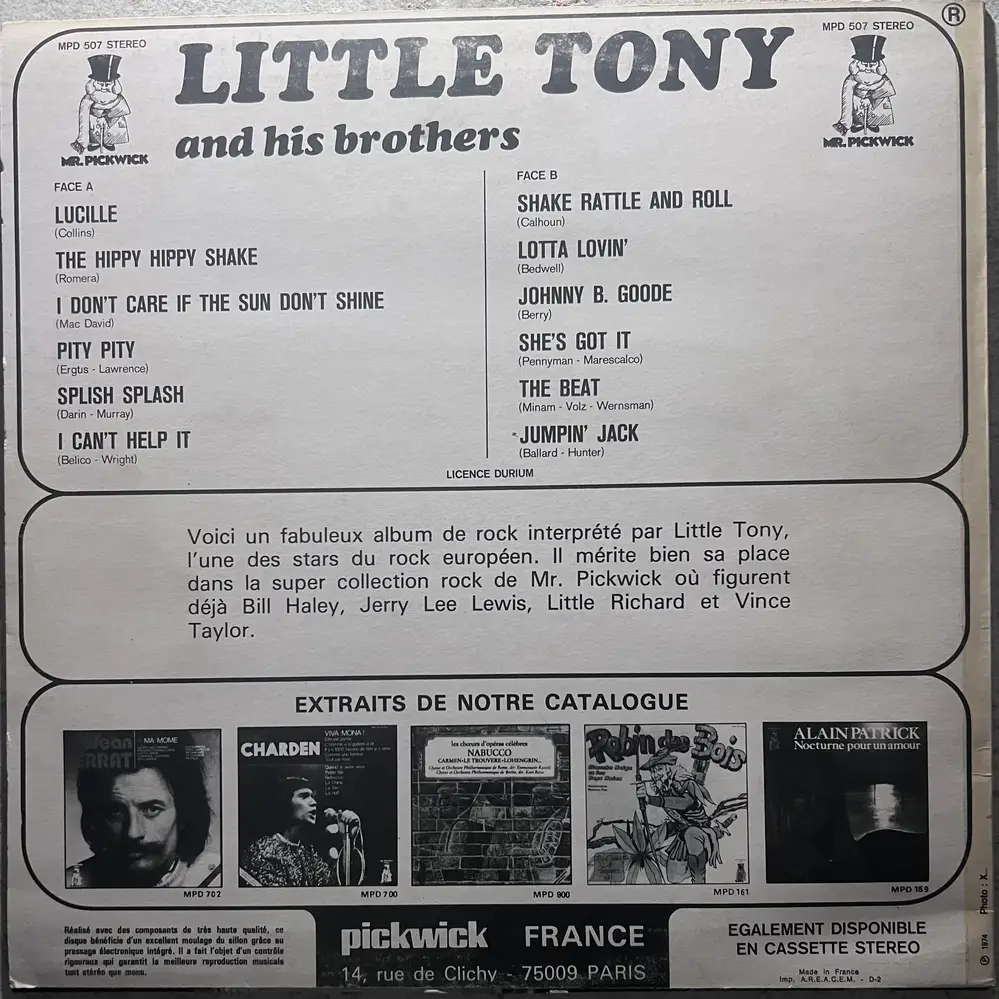 ®
MPD 507 STEREO
MPD 507 STEREO
LITTLE TONY
and his brothers
MR. PICKWICK
MR. PICKWICK
FACE A
LUCILLE
(Collins)
THE HIPPY HIPPY SHAKE
(Romera)
I DON'T CARE IF THE SUN DON'T SHINE
(Mac David)
PITY PITY
(Ergus - Lawrence)
SPLISH SPLASH
(Darin - Murray)
I CAN'T HELP IT
(Belico - Wright)
FACE B
SHAKE RATTLE AND ROLL
(Calhoun)
LOTTA LOVIN'
(Bedwell)
JOHNNY B. GOODE
(Berry)
SHE'S GOT IT
(Pennyman - Marescalco)
THE BEAT
(Minam - Volz - Wernsman)
JUMPIN' JACK
(Ballard - Hunter)
LICENCE DURIUM
Voici un fabuleux album de rock interprété par Little Tony,
l'une des stars du rock européen. Il mérite bien sa place
dans la super collection rock de Mr. Pickwick où figurent
déjà Bill Haley, Jerry Lee Lewis, Little Richard et Vince
Taylor.
EXTRAITS DE NOTRE CATALOGUE
MA MOME
VIVA MONA !
CHARDEN
les chœurs d'opéras célèbres
NABUCCO
CARMEN-LE TROUVERE-LOHENGRIN...
Robin des Bois
ALAIN PATRICK
Nocturne pour un amour
MPD 702
MPD 700
MPD 900
MPD 161
MPD 159
Réalisé avec des composants de très haute qualité, ce
disque bénéficie d'un excellent moulage du sillon grâce au
pressage électronique intégré. Il a fait l'objet d'un contrôle
rigoureux qui garantit la meilleure reproduction musicale
tant stéréo que mono.
pickwick FRANCE
14, rue de Clichy - 75009 PARIS
EGALEMENT DISPONIBLE
EN CASSETTE STEREO
Made in France
Imp. A.R.E.A.C.E.M. - D-2
℗ 1974 Photo : X...